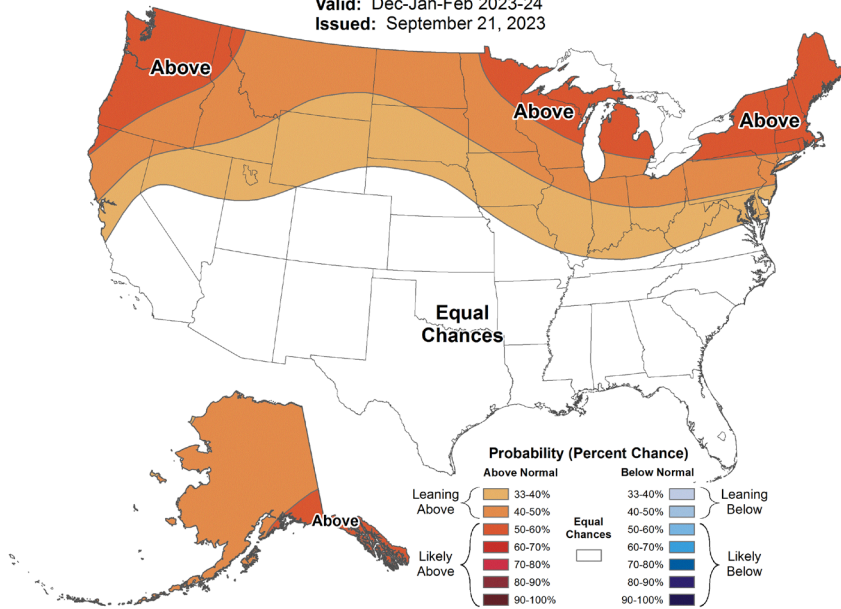 Valid: Dec-Jan-Feb 2023-24
Issued: September 21, 2023
Above
Above
Above
Equal
Chances
Above
Probability (Percent Chance)
Above Normal
Below Normal
Leaning
Above
33-40%
40-50%
Likely
Above
50-60%
60-70%
70-80%
80-90%
90-100%
Equal
Chances
33-40%
40-50%
Leaning
Below
50-60%
60-70%
70-80%
80-90%
90-100%
Likely
Below